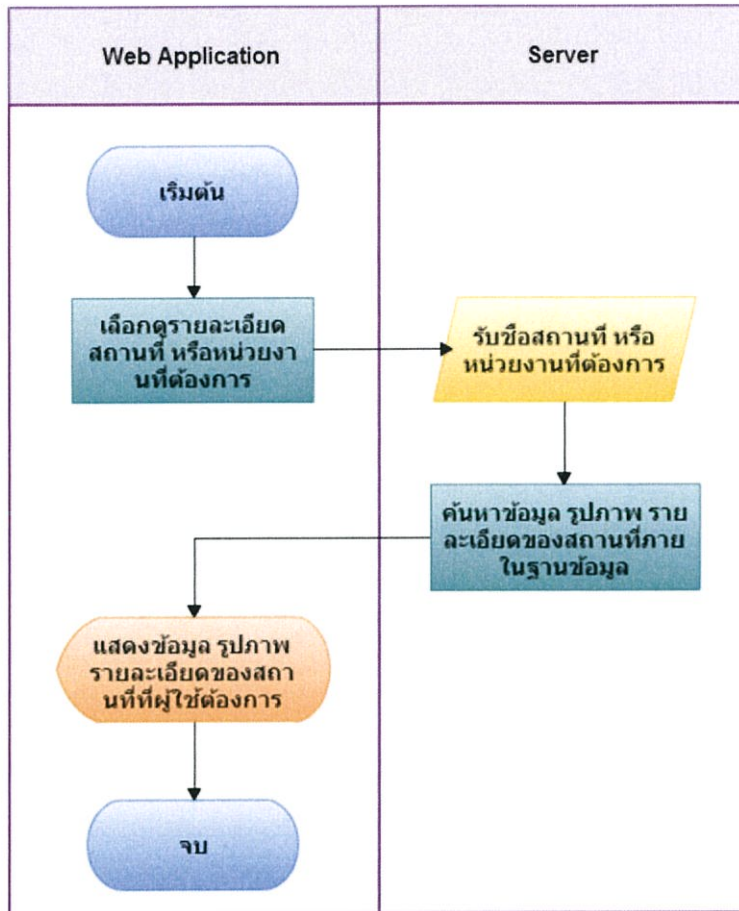 Web Application
Server
เริ่มต้น
เลือกดูรายละเอียด
สถานที่ หรือหน่วยงา
นที่ต้องการ
รับชื่อสถานที่ หรือ
หน่วยงานที่ต้องการ
ค้นหาข้อมูล รูปภาพ ราย
ละเอียดของสถานที่ภาย
ในฐานข้อมูล
แสดงข้อมูล รูปภาพ
รายละเอียดของสถา
นที่ที่ผู้ใช้ต้องการ
จบ